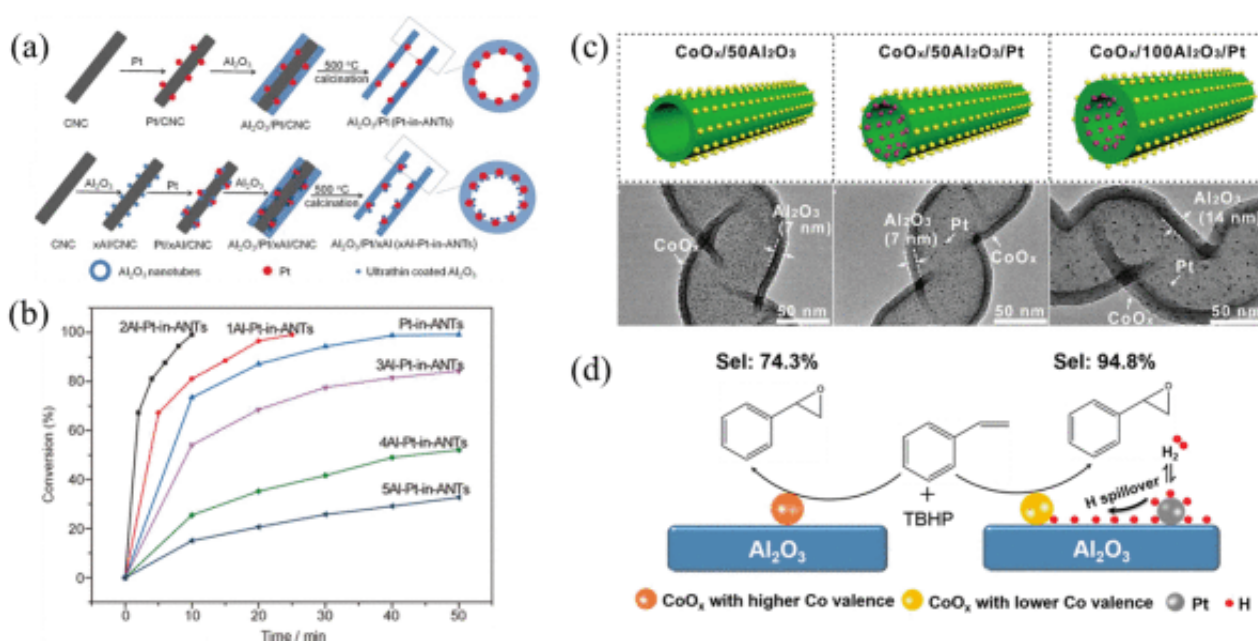 (a)
Pt
Al₂O₃
500 °C
calcination
CNC
Pt/CNC
Al₂O₃/Pt/CNC
Al₂O₃/Pt (Pt-in-ANTs)
Al₂O₃
Pt
Al₂O₃
500 °C
calcination
CNC
xAl/CNC
Pt/xAl/CNC
Al₂O₃/Pt/xAl/CNC
Al₂O₃/Pt/xAl (xAl-Pt-in-ANTs)
Al₂O₃ nanotubes
Pt
Ultrathin coated Al₂O₃
(b)
2Al-Pt-in-ANTs
1Al-Pt-in-ANTs
Pt-in-ANTs
3Al-Pt-in-ANTs
4Al-Pt-in-ANTs
5Al-Pt-in-ANTs
Conversion (%)
100
80
60
40
20
0
0 10 20 30 40 50
Time / min
(c)
CoOₓ/50Al₂O₃
CoOₓ/50Al₂O₃/Pt
CoOₓ/100Al₂O₃/Pt
Al₂O₃
(7 nm)
CoOₓ
50 nm
Al₂O₃
(7 nm)
Pt
CoOₓ
50 nm
Al₂O₃
(14 nm)
Pt
CoOₓ
50 nm
(d)
Sel: 74.3%
Sel: 94.8%
O
O
H₂
H spillover
+
TBHP
Al₂O₃
Al₂O₃
CoOₓ with higher Co valence
CoOₓ with lower Co valence
Pt
H